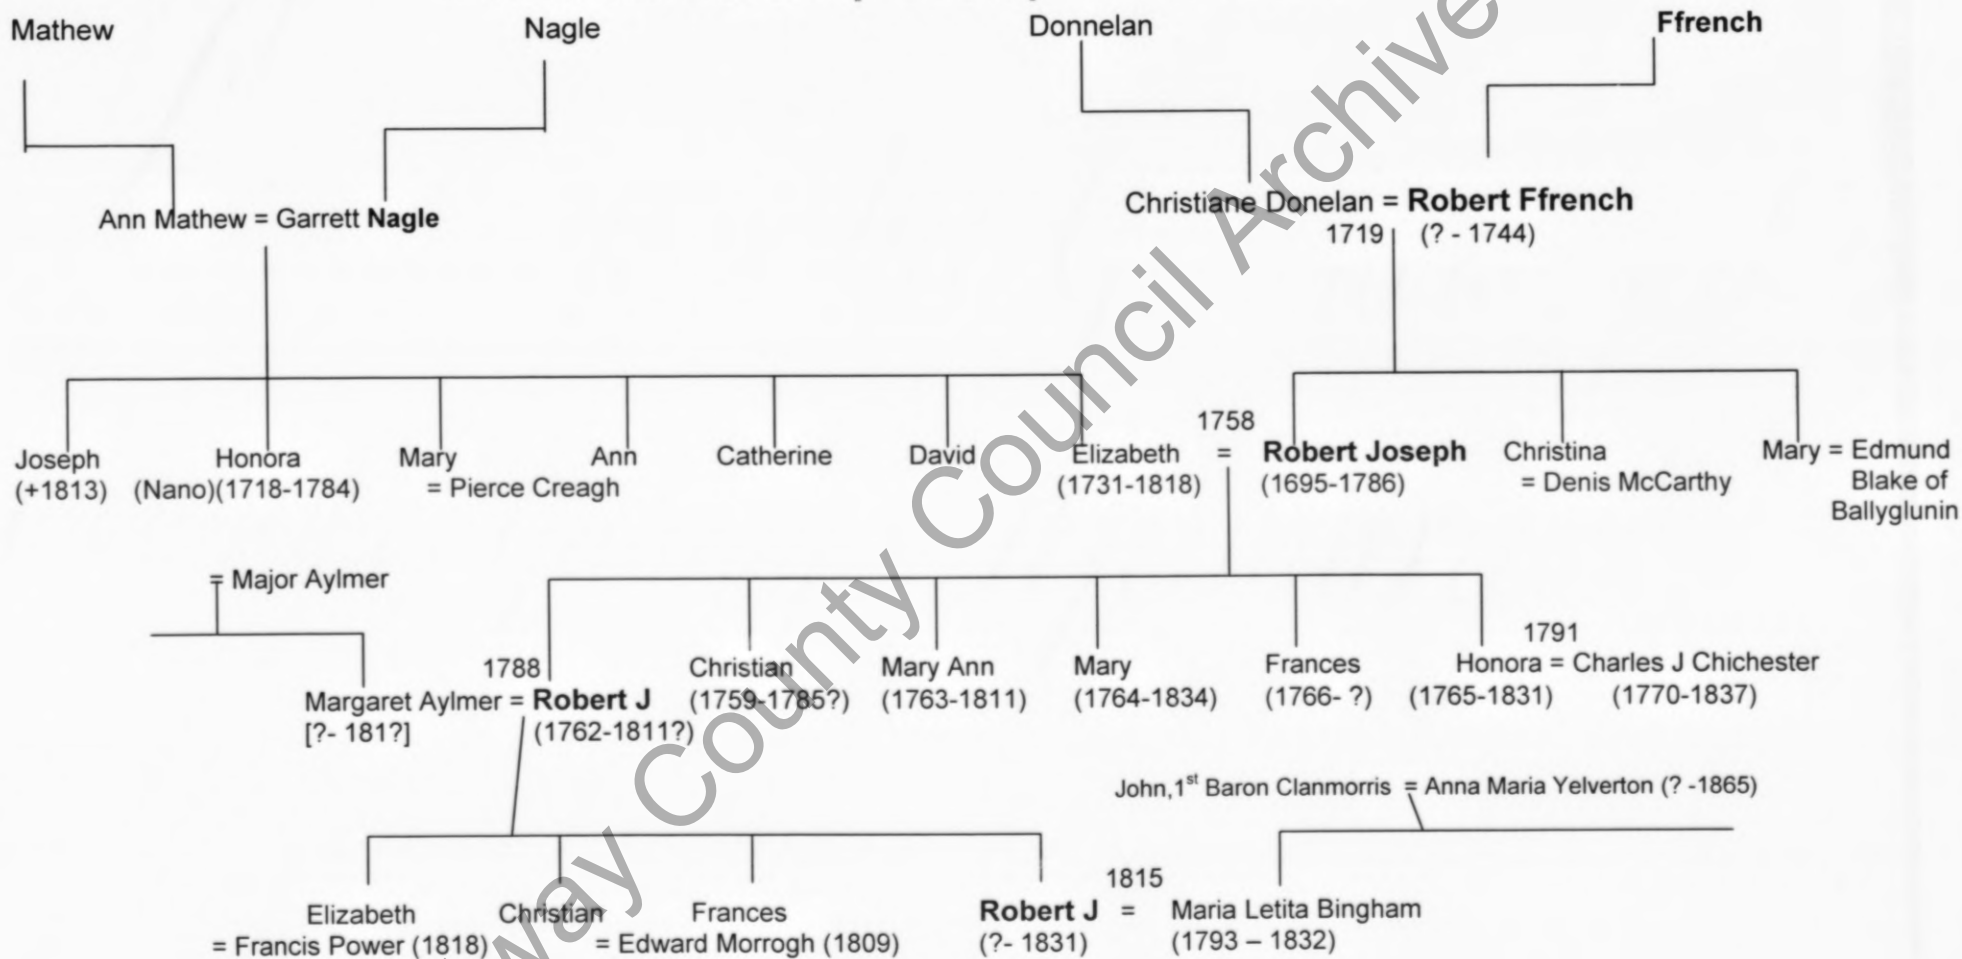 Mathew Nagle Donnelan Ffrench
Ann Mathew = Garrett Nagle
Christiane Donelan = Robert Ffrench
1719 (? - 1744)
1758
Joseph Honora Mary Ann Catherine David Elizabeth = Robert Joseph Christina Mary = Edmund
(+1813) (Nano)(1718-1784) = Pierce Creagh (1731-1818) (1695-1786) = Denis McCarthy Blake of
Ballyglunin
= Major Aylmer
1791
1788 Christian Mary Ann Mary Frances Honora = Charles J Chichester
Margaret Aylmer = Robert J (1759-1785?) (1763-1811) (1764-1834) (1766- ?) (1765-1831) (1770-1837)
[?- 181?] (1762-1811?)
John,1st Baron Clanmorris = Anna Maria Yelverton (? -1865)
1815
Elizabeth Christian Frances Robert J = Maria Letita Bingham
= Francis Power (1818) = Edward Morrogh (1809) (?- 1831) (1793 – 1832)
way County Council Archive